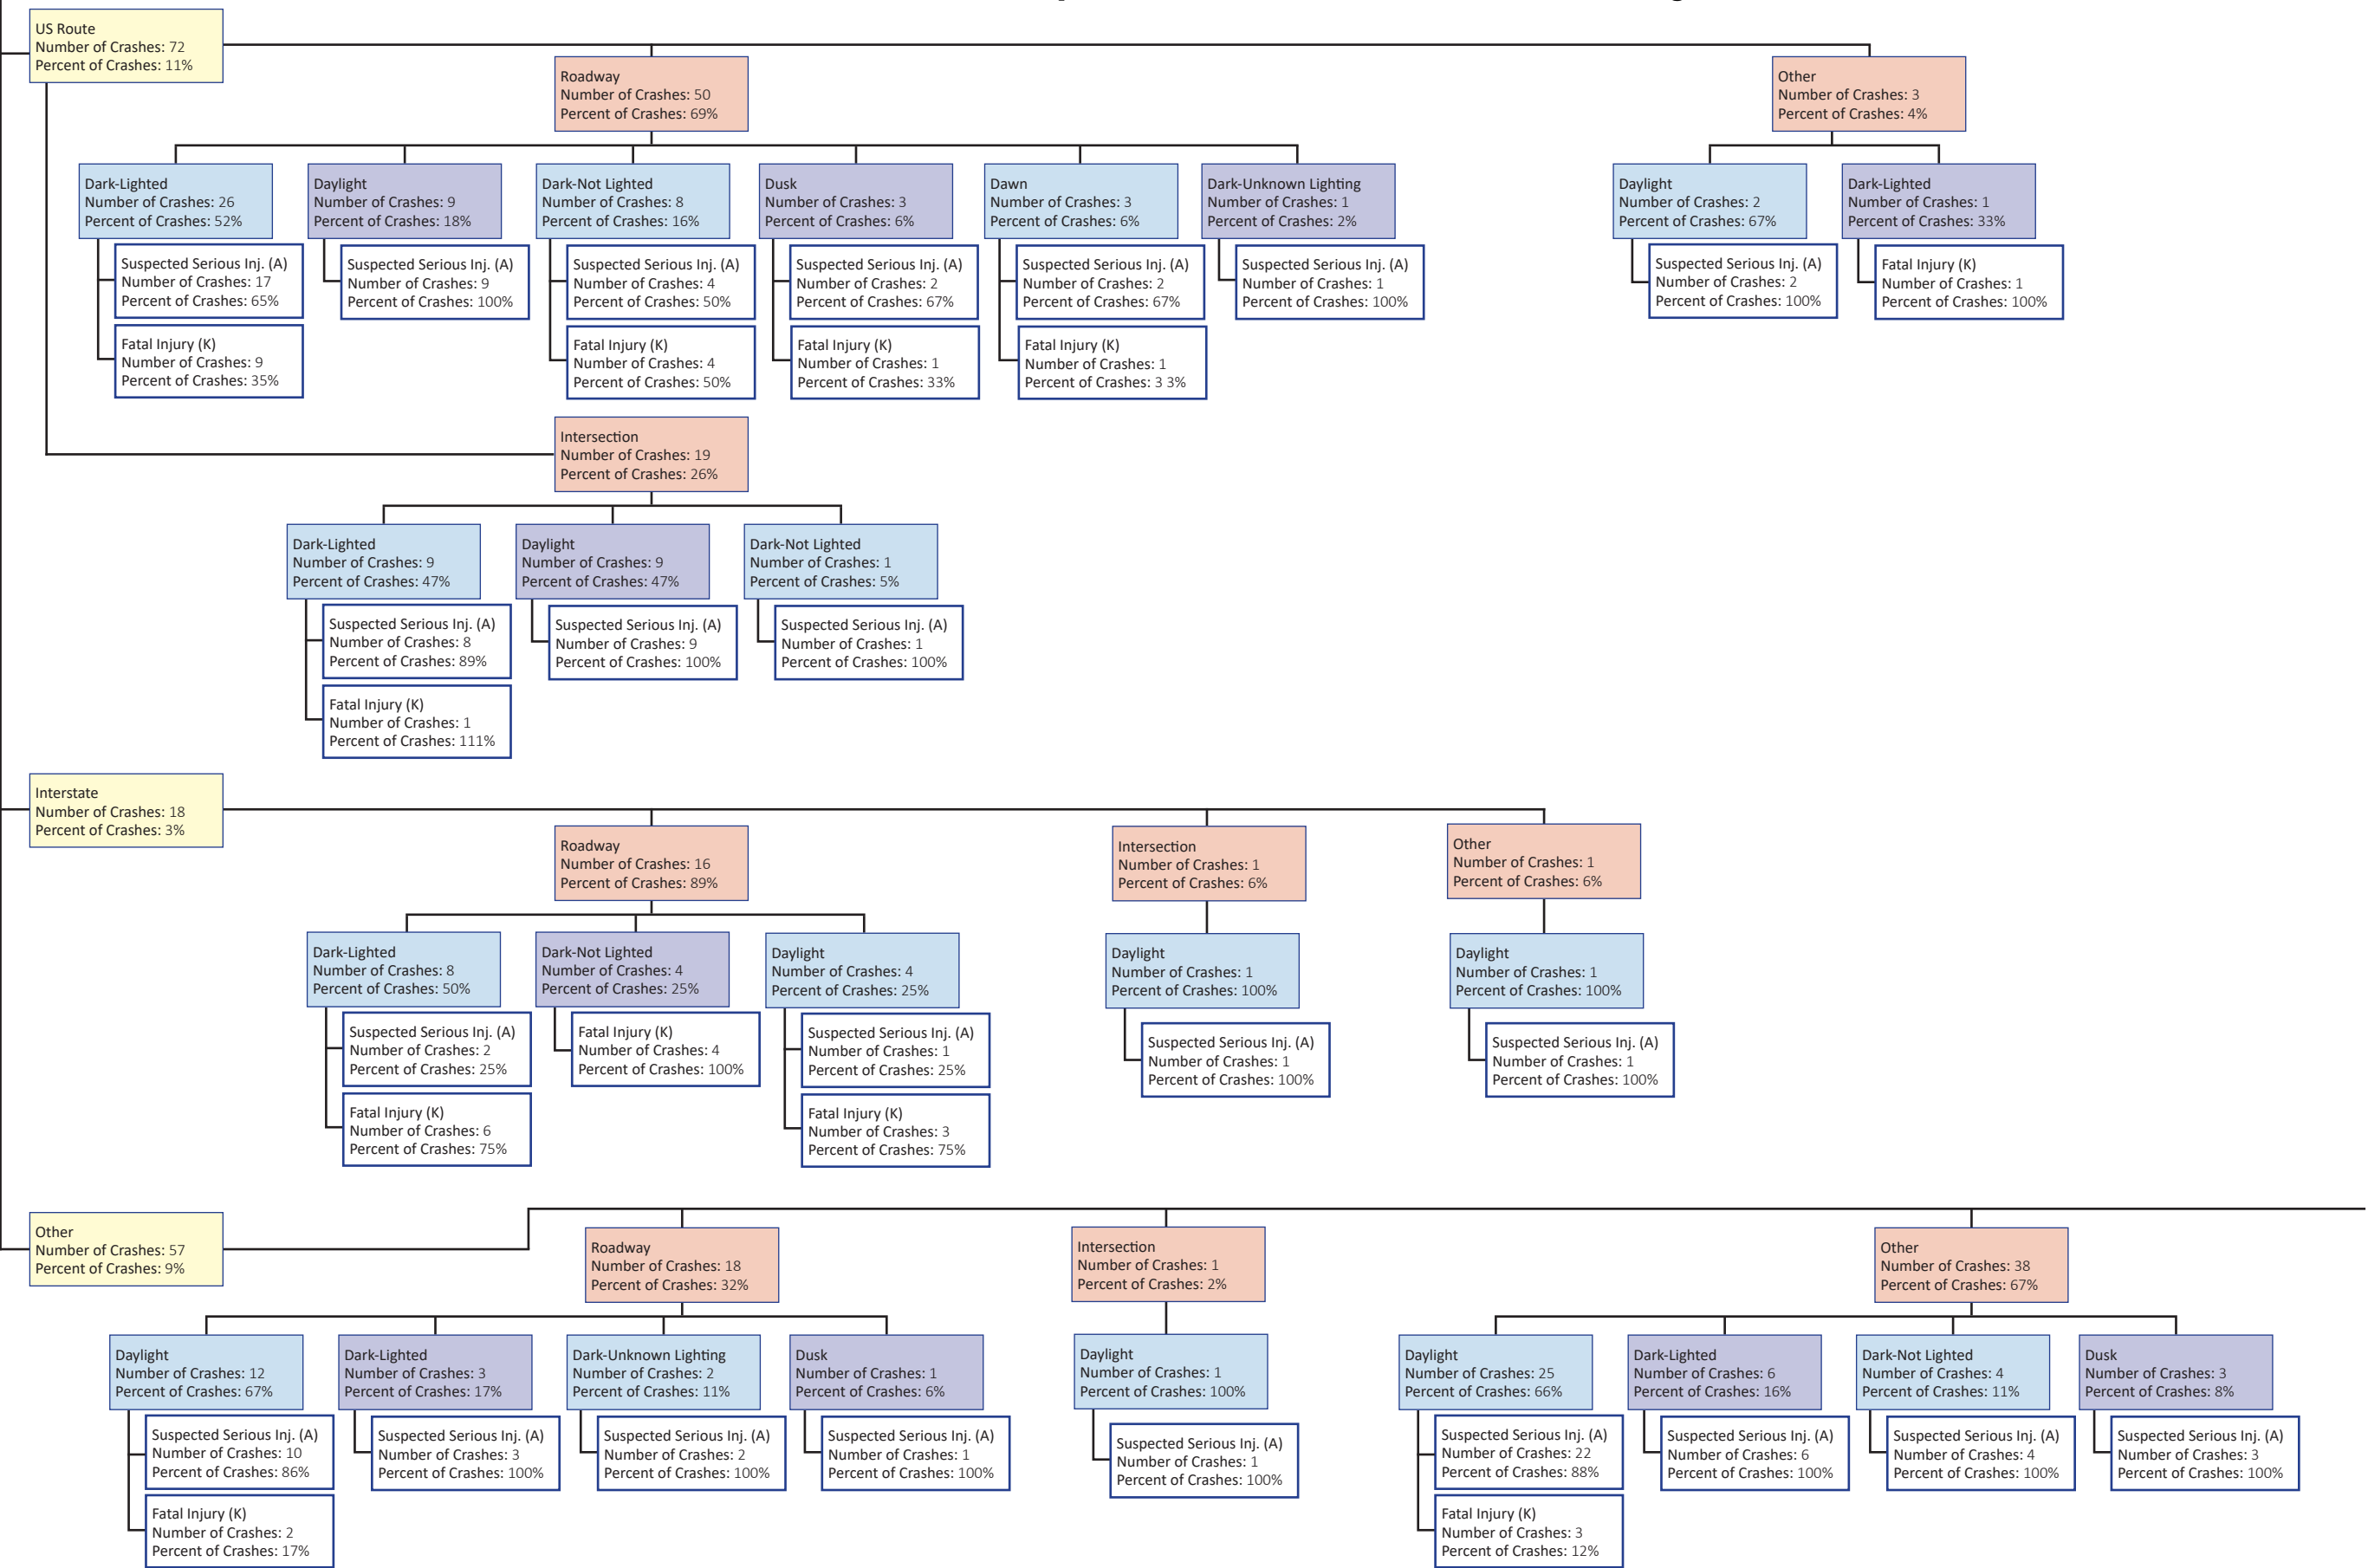 US Route
Number of Crashes: 72
Percent of Crashes: 11%
Roadway
Number of Crashes: 50
Percent of Crashes: 69%
Other
Number of Crashes: 3
Percent of Crashes: 4%
Dark-Lighted
Number of Crashes: 26
Percent of Crashes: 52%
Suspected Serious Inj. (A)
Number of Crashes: 17
Percent of Crashes: 65%
Fatal Injury (K)
Number of Crashes: 9
Percent of Crashes: 35%
Daylight
Number of Crashes: 9
Percent of Crashes: 18%
Suspected Serious Inj. (A)
Number of Crashes: 9
Percent of Crashes: 100%
Dark-Not Lighted
Number of Crashes: 8
Percent of Crashes: 16%
Suspected Serious Inj. (A)
Number of Crashes: 4
Percent of Crashes: 50%
Fatal Injury (K)
Number of Crashes: 4
Percent of Crashes: 50%
Dusk
Number of Crashes: 3
Percent of Crashes: 6%
Suspected Serious Inj. (A)
Number of Crashes: 2
Percent of Crashes: 67%
Fatal Injury (K)
Number of Crashes: 1
Percent of Crashes: 33%
Dawn
Number of Crashes: 3
Percent of Crashes: 6%
Suspected Serious Inj. (A)
Number of Crashes: 2
Percent of Crashes: 67%
Fatal Injury (K)
Number of Crashes: 1
Percent of Crashes: 3 3%
Dark-Unknown Lighting
Number of Crashes: 1
Percent of Crashes: 2%
Suspected Serious Inj. (A)
Number of Crashes: 1
Percent of Crashes: 100%
Daylight
Number of Crashes: 2
Percent of Crashes: 67%
Suspected Serious Inj. (A)
Number of Crashes: 2
Percent of Crashes: 100%
Dark-Lighted
Number of Crashes: 1
Percent of Crashes: 33%
Fatal Injury (K)
Number of Crashes: 1
Percent of Crashes: 100%
Intersection
Number of Crashes: 19
Percent of Crashes: 26%
Dark-Lighted
Number of Crashes: 9
Percent of Crashes: 47%
Suspected Serious Inj. (A)
Number of Crashes: 8
Percent of Crashes: 89%
Fatal Injury (K)
Number of Crashes: 1
Percent of Crashes: 111%
Daylight
Number of Crashes: 9
Percent of Crashes: 47%
Suspected Serious Inj. (A)
Number of Crashes: 9
Percent of Crashes: 100%
Dark-Not Lighted
Number of Crashes: 1
Percent of Crashes: 5%
Suspected Serious Inj. (A)
Number of Crashes: 1
Percent of Crashes: 100%
Interstate
Number of Crashes: 18
Percent of Crashes: 3%
Roadway
Number of Crashes: 16
Percent of Crashes: 89%
Intersection
Number of Crashes: 1
Percent of Crashes: 6%
Other
Number of Crashes: 1
Percent of Crashes: 6%
Dark-Lighted
Number of Crashes: 8
Percent of Crashes: 50%
Suspected Serious Inj. (A)
Number of Crashes: 2
Percent of Crashes: 25%
Fatal Injury (K)
Number of Crashes: 6
Percent of Crashes: 75%
Dark-Not Lighted
Number of Crashes: 4
Percent of Crashes: 25%
Fatal Injury (K)
Number of Crashes: 4
Percent of Crashes: 100%
Daylight
Number of Crashes: 4
Percent of Crashes: 25%
Suspected Serious Inj. (A)
Number of Crashes: 1
Percent of Crashes: 25%
Fatal Injury (K)
Number of Crashes: 3
Percent of Crashes: 75%
Daylight
Number of Crashes: 1
Percent of Crashes: 100%
Suspected Serious Inj. (A)
Number of Crashes: 1
Percent of Crashes: 100%
Daylight
Number of Crashes: 1
Percent of Crashes: 100%
Suspected Serious Inj. (A)
Number of Crashes: 1
Percent of Crashes: 100%
Other
Number of Crashes: 57
Percent of Crashes: 9%
Roadway
Number of Crashes: 18
Percent of Crashes: 32%
Intersection
Number of Crashes: 1
Percent of Crashes: 2%
Other
Number of Crashes: 38
Percent of Crashes: 67%
Daylight
Number of Crashes: 12
Percent of Crashes: 67%
Suspected Serious Inj. (A)
Number of Crashes: 10
Percent of Crashes: 86%
Fatal Injury (K)
Number of Crashes: 2
Percent of Crashes: 17%
Dark-Lighted
Number of Crashes: 3
Percent of Crashes: 17%
Suspected Serious Inj. (A)
Number of Crashes: 3
Percent of Crashes: 100%
Dark-Unknown Lighting
Number of Crashes: 2
Percent of Crashes: 11%
Suspected Serious Inj. (A)
Number of Crashes: 2
Percent of Crashes: 100%
Dusk
Number of Crashes: 1
Percent of Crashes: 6%
Suspected Serious Inj. (A)
Number of Crashes: 1
Percent of Crashes: 100%
Daylight
Number of Crashes: 1
Percent of Crashes: 100%
Suspected Serious Inj. (A)
Number of Crashes: 1
Percent of Crashes: 100%
Daylight
Number of Crashes: 25
Percent of Crashes: 66%
Suspected Serious Inj. (A)
Number of Crashes: 22
Percent of Crashes: 88%
Fatal Injury (K)
Number of Crashes: 3
Percent of Crashes: 12%
Dark-Lighted
Number of Crashes: 6
Percent of Crashes: 16%
Suspected Serious Inj. (A)
Number of Crashes: 6
Percent of Crashes: 100%
Dark-Not Lighted
Number of Crashes: 4
Percent of Crashes: 11%
Suspected Serious Inj. (A)
Number of Crashes: 4
Percent of Crashes: 100%
Dusk
Number of Crashes: 3
Percent of Crashes: 8%
Suspected Serious Inj. (A)
Number of Crashes: 3
Percent of Crashes: 100%